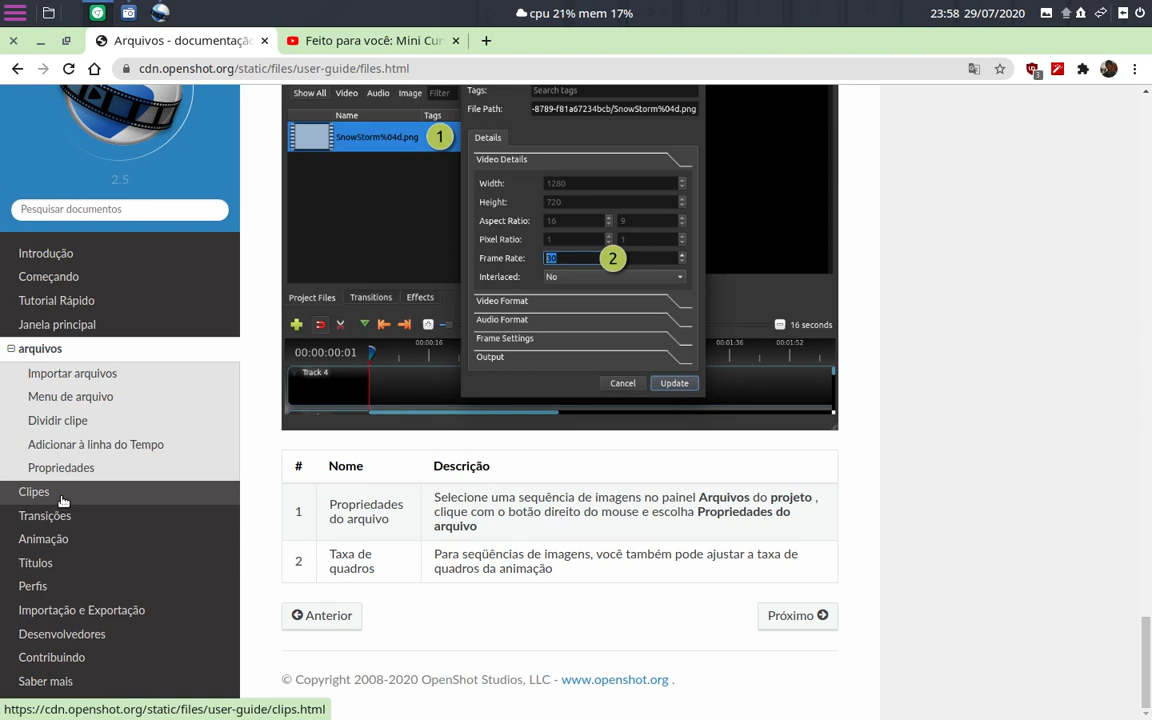 cpu 21% mem 17%
23:58 29/07/2020
Arquivos - documentaçã
Feito para você: Mini Cur
cdn.openshot.org/static/files/user-guide/files.html
3
2.5
Pesquisar documentos
Introdução
Começando
Tutorial Rápido
Janela principal
arquivos
Importar arquivos
Menu de arquivo
Dividir clipe
Adicionar à linha do Tempo
Propriedades
Clipes
Transições
Animação
Títulos
Perfis
Importação e Exportação
Desenvolvedores
Contribuindo
Saber mais
https://cdn.openshot.org/static/files/user-guide/clips.html
Show All Video Audio Image Filter
Name Tags
SnowStorm%04d.png 1
Tags: Search tags
File Path: -8789-f81a67234bcb/SnowStorm%04d.png
Details
Video Details
Width: 1280
Height: 720
Aspect Ratio: 16 9
Pixel Ratio: 1 1
Frame Rate: 30 2
Interlaced: No
Video Format
Audio Format
Frame Settings
Output
Cancel Update
Project Files Transitions Effects
16 seconds
00:00:00:01
00:00:16
00:01:36
00:01:52
Track 4
# Nome Descrição
1 Propriedades do arquivo
Selecione uma sequência de imagens no painel Arquivos do projeto ,
clique com o botão direito do mouse e escolha Propriedades do
arquivo
2 Taxa de quadros
Para seqüências de imagens, você também pode ajustar a taxa de
quadros da animação
Anterior
Próximo
© Copyright 2008-2020 OpenShot Studios, LLC - www.openshot.org .